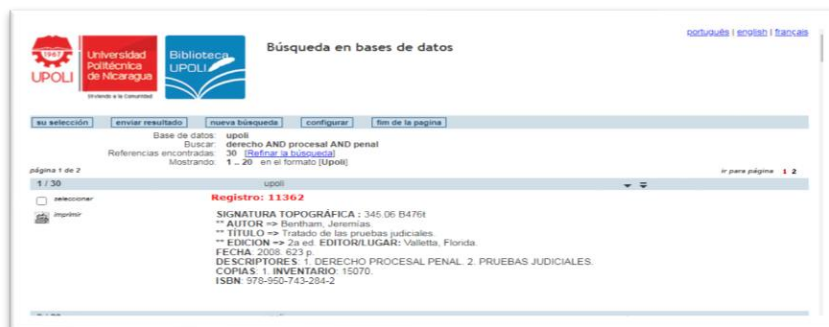 português | english | français
1967
UPOLI
Universidad
Politécnica
de Nicaragua
Sirviendo a la Comunidad
Biblioteca
UPOLI
Búsqueda en bases de datos
su selección enviar resultado nueva búsqueda configurar fim de la pagina
Base de datos: upoli
Buscar: derecho AND procesal AND penal
Referencias encontradas: 30 [Refinar la búsqueda]
Mostrando: 1 .. 20 en el formato [Upoli]
página 1 de 2 ir para página 1 2
1 / 30 upoli
seleccionar
imprimir
Registro: 11362
SIGNATURA TOPOGRÁFICA : 345.06 B476t
** AUTOR => Bentham, Jeremías.
** TÍTULO => Tratado de las pruebas judiciales.
** EDICION => 2a ed. EDITOR/LUGAR: Valletta, Florida.
FECHA: 2008. 623 p.
DESCRIPTORES: 1. DERECHO PROCESAL PENAL. 2. PRUEBAS JUDICIALES.
COPIAS: 1. INVENTARIO: 15070.
ISBN: 978-950-743-284-2